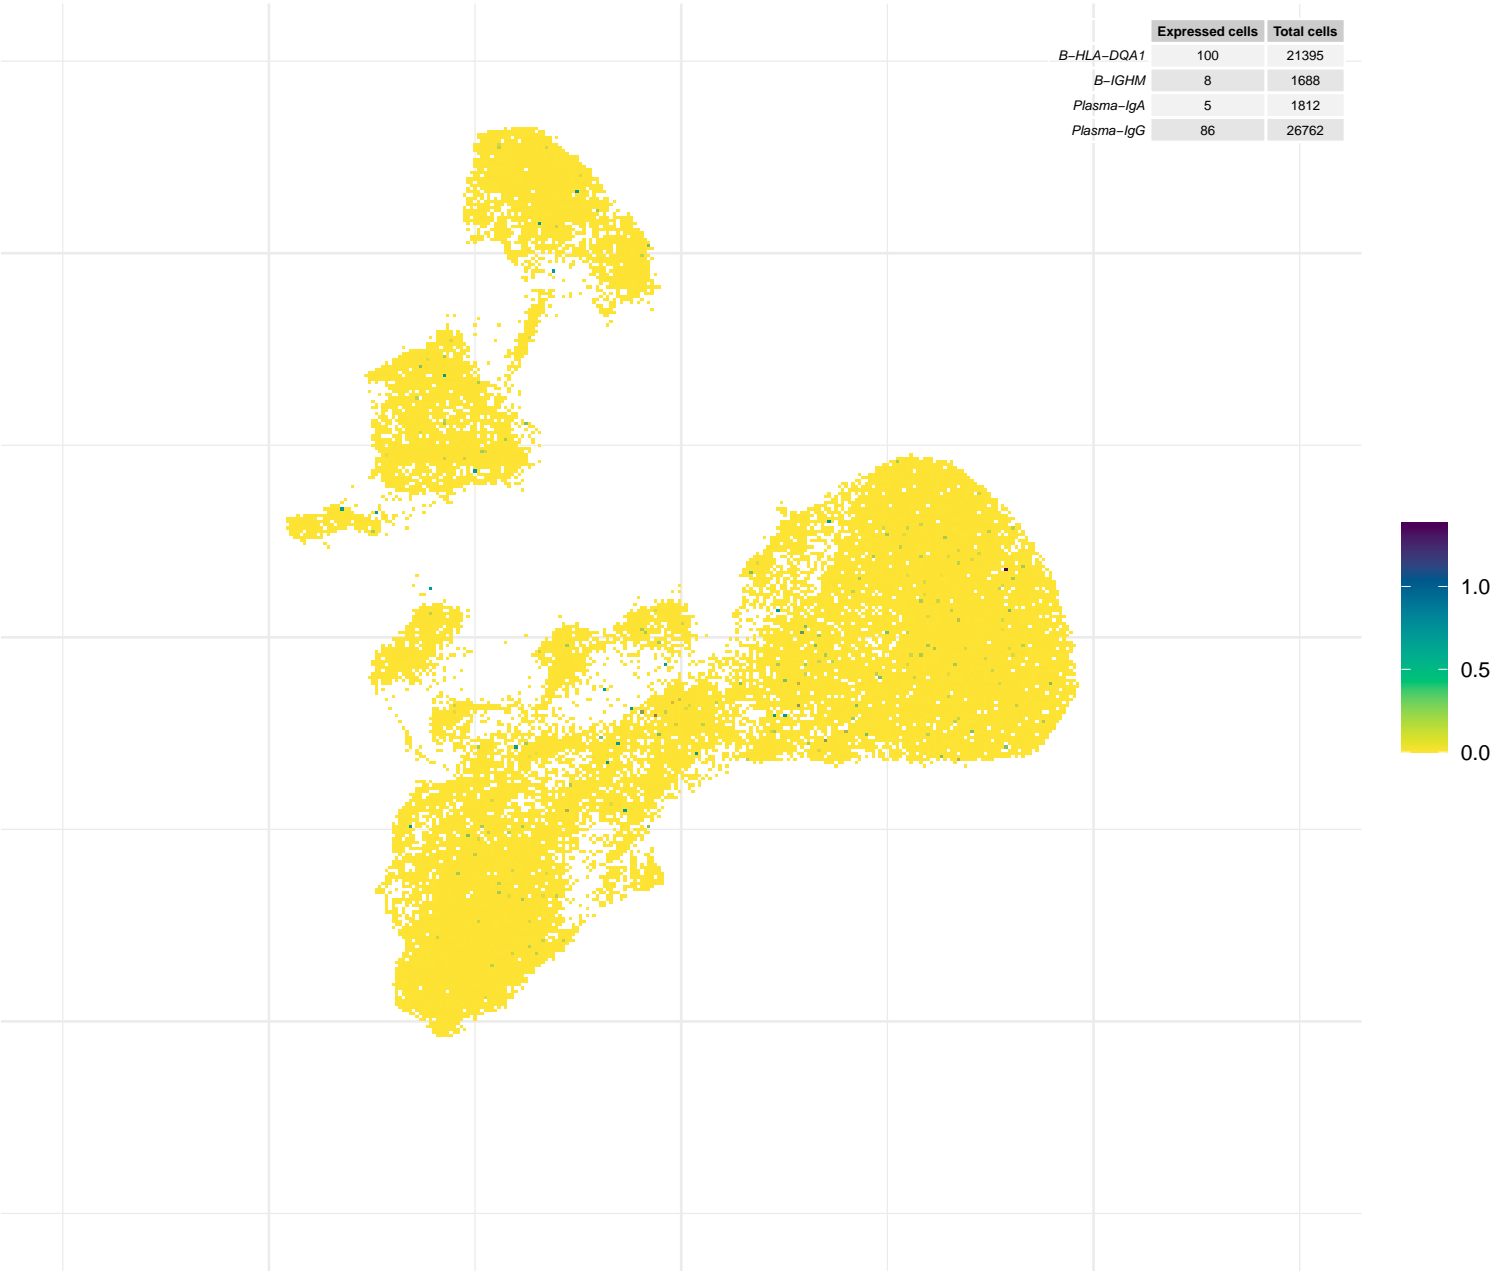 Expressed cells Total cells
B−HLA−DQA1 100 21395
B−IGHM 8 1688
Plasma−IgA 5 1812
Plasma−IgG 86 26762
1.0
0.5
0.0